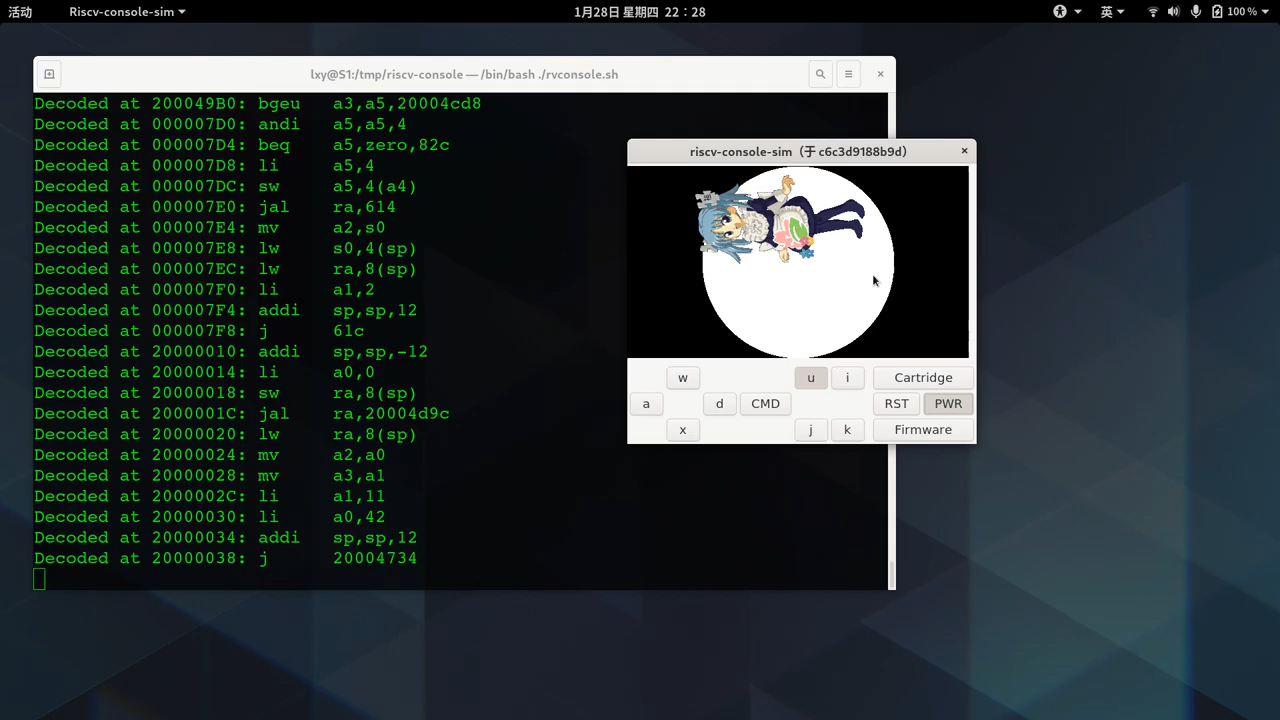 活动 Riscv-console-sim 1月28日 星期四 22：28 英 100 %
lxy@S1:/tmp/riscv-console — /bin/bash ./rvconsole.sh
Decoded at 200049B0: bgeu a3,a5,20004cd8
Decoded at 000007D0: andi a5,a5,4
Decoded at 000007D4: beq a5,zero,82c
Decoded at 000007D8: li a5,4
Decoded at 000007DC: sw a5,4(a4)
Decoded at 000007E0: jal ra,614
Decoded at 000007E4: mv a2,s0
Decoded at 000007E8: lw s0,4(sp)
Decoded at 000007EC: lw ra,8(sp)
Decoded at 000007F0: li a1,2
Decoded at 000007F4: addi sp,sp,12
Decoded at 000007F8: j 61c
Decoded at 20000010: addi sp,sp,-12
Decoded at 20000014: li a0,0
Decoded at 20000018: sw ra,8(sp)
Decoded at 2000001C: jal ra,20004d9c
Decoded at 20000020: lw ra,8(sp)
Decoded at 20000024: mv a2,a0
Decoded at 20000028: mv a3,a1
Decoded at 2000002C: li a1,11
Decoded at 20000030: li a0,42
Decoded at 20000034: addi sp,sp,12
Decoded at 20000038: j 20004734
riscv-console-sim（于 c6c3d9188b9d）
w u i Cartridge
a d CMD RST PWR
x j k Firmware